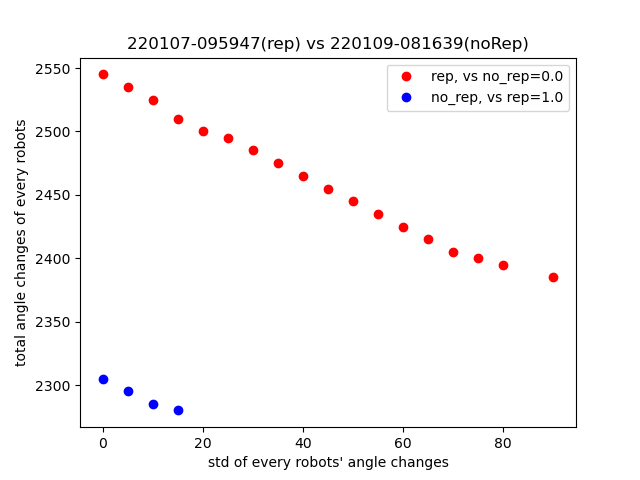 220107-095947(rep) vs 220109-081639(noRep)
rep, vs no_rep=0.0
no_rep, vs rep=1.0
total angle changes of every robots
2550
2500
2450
2400
2350
2300
0 20 40 60 80
std of every robots' angle changes